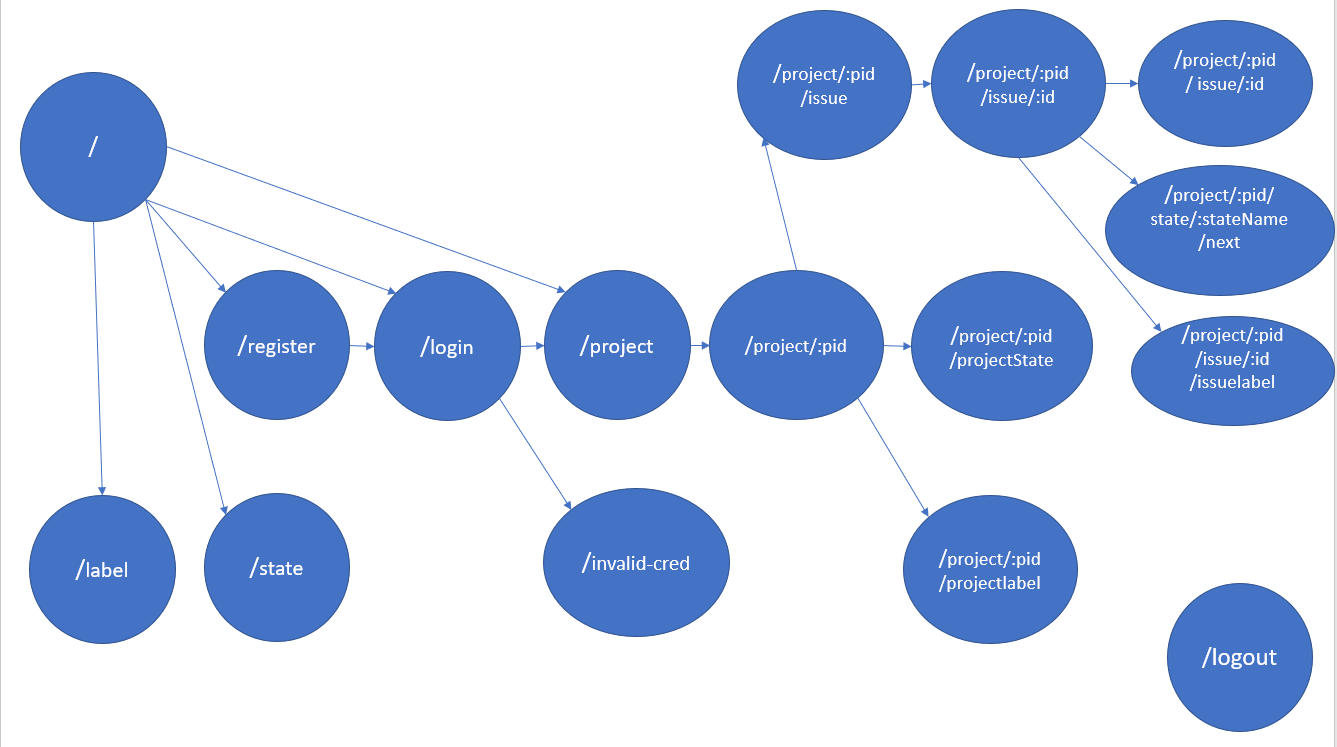 /
/project/:pid
/issue
/project/:pid
/issue/:id
/project/:pid
/ issue/:id
/project/:pid/
state/:stateName
/next
/register
/login
/project
/project/:pid
/project/:pid
/projectState
/project/:pid
/issue/:id
/issuelabel
/label
/state
/invalid-cred
/project/:pid
/projectlabel
/logout